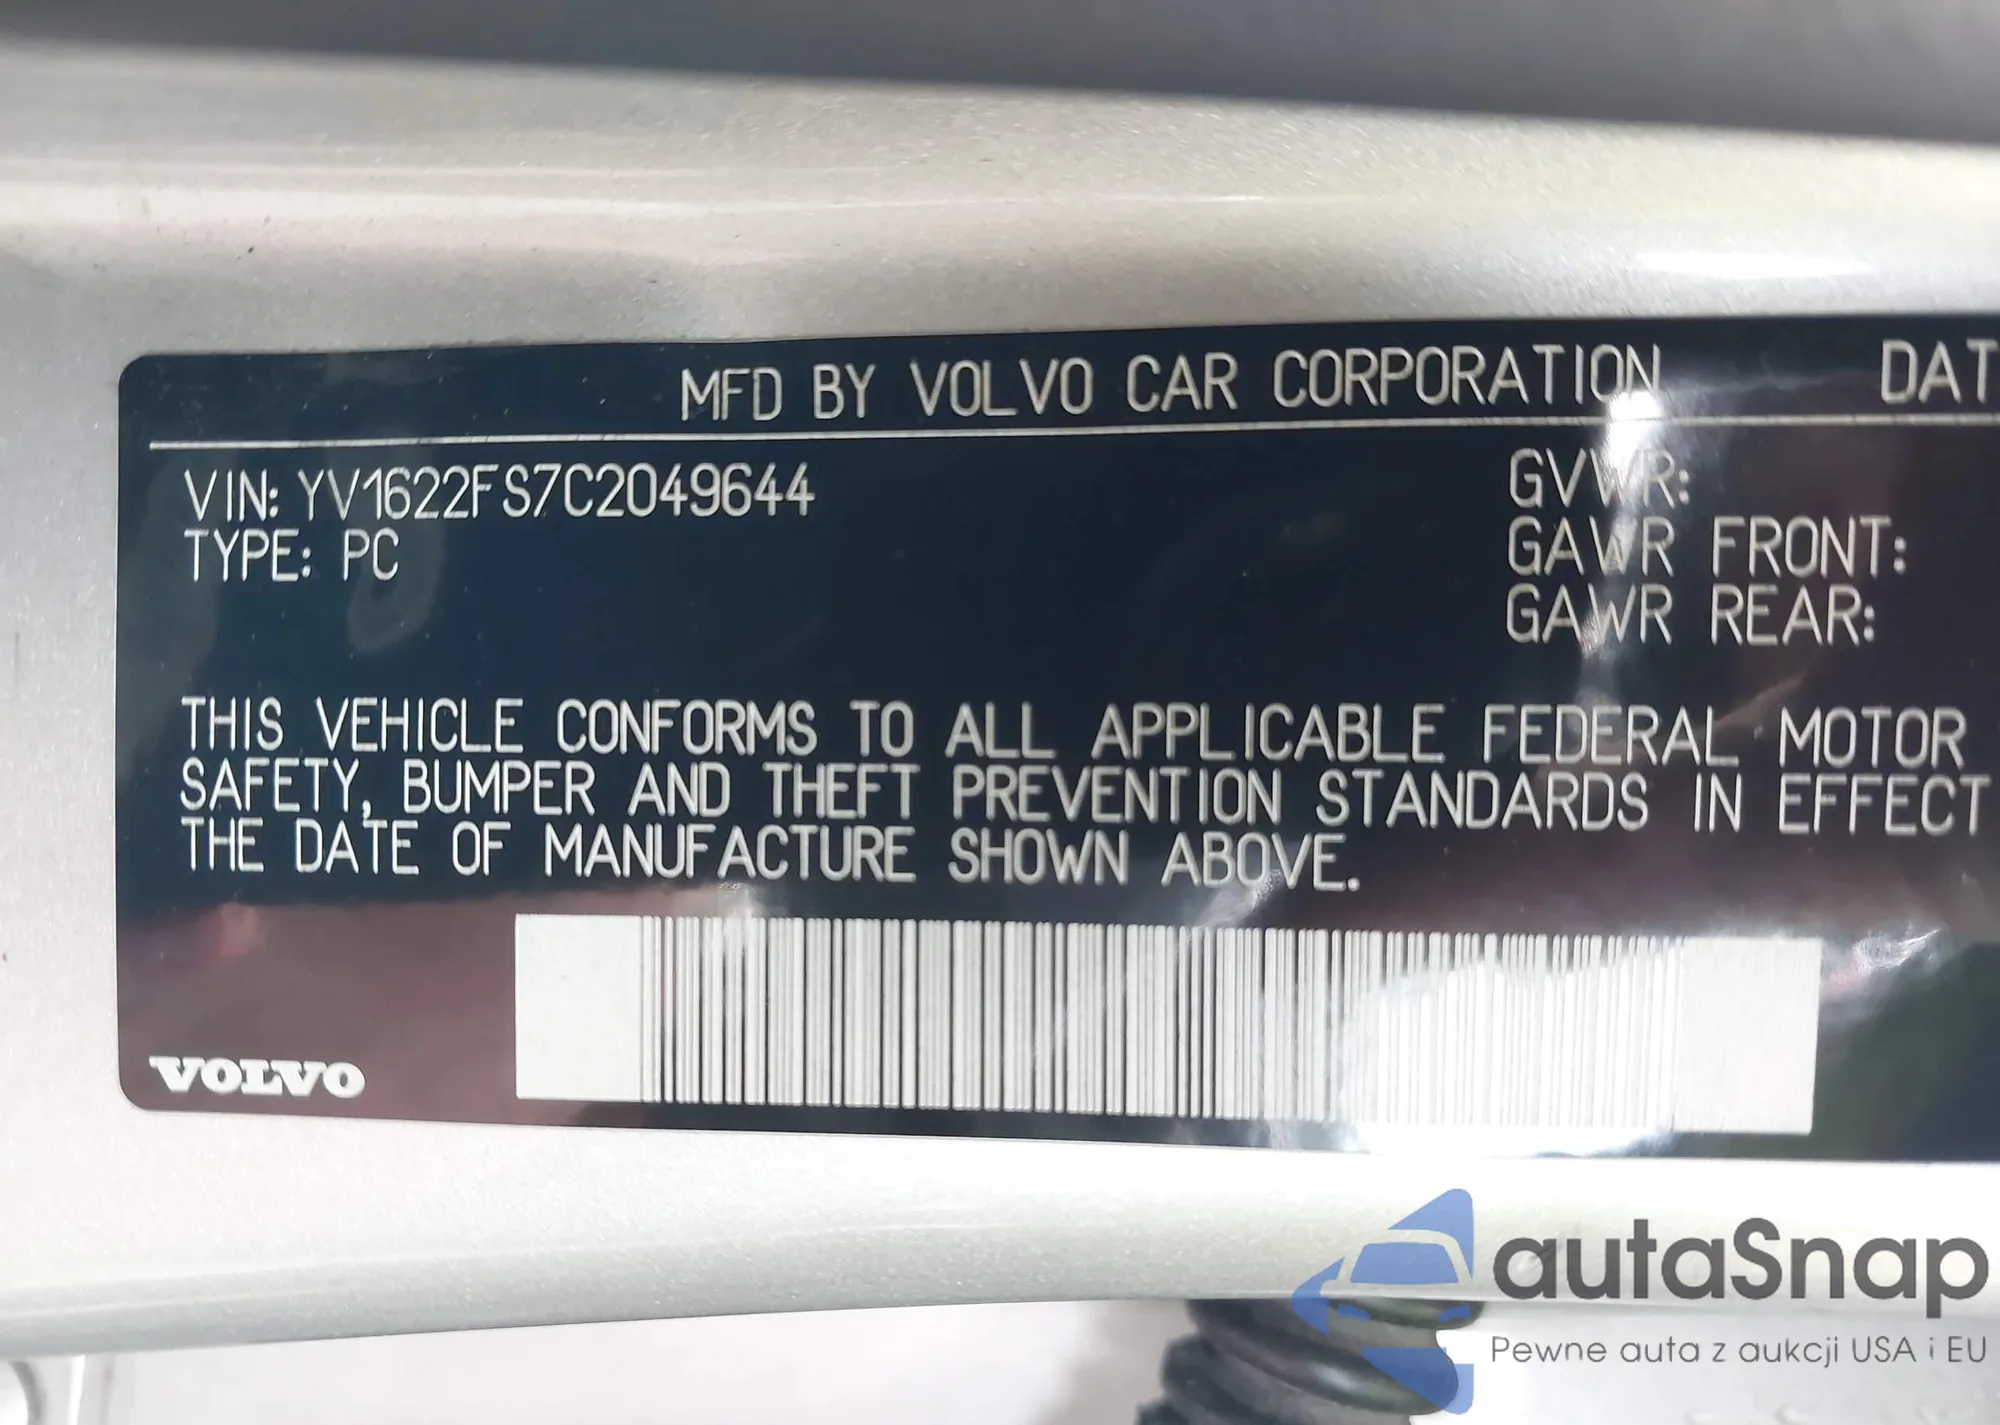 MFD BY VOLVO CAR CORPORATION DAT
VIN: YV1622FS7C2049644
GVWR:
TYPE: PC
GAWR FRONT:
GAWR REAR:
THIS VEHICLE CONFORMS TO ALL APPLICABLE FEDERAL MOTOR
SAFETY, BUMPER AND THEFT PREVENTION STANDARDS IN EFFECT
THE DATE OF MANUFACTURE SHOWN ABOVE.
VOLVO
autaSnap
Pewne auta z aukcji USA i EU